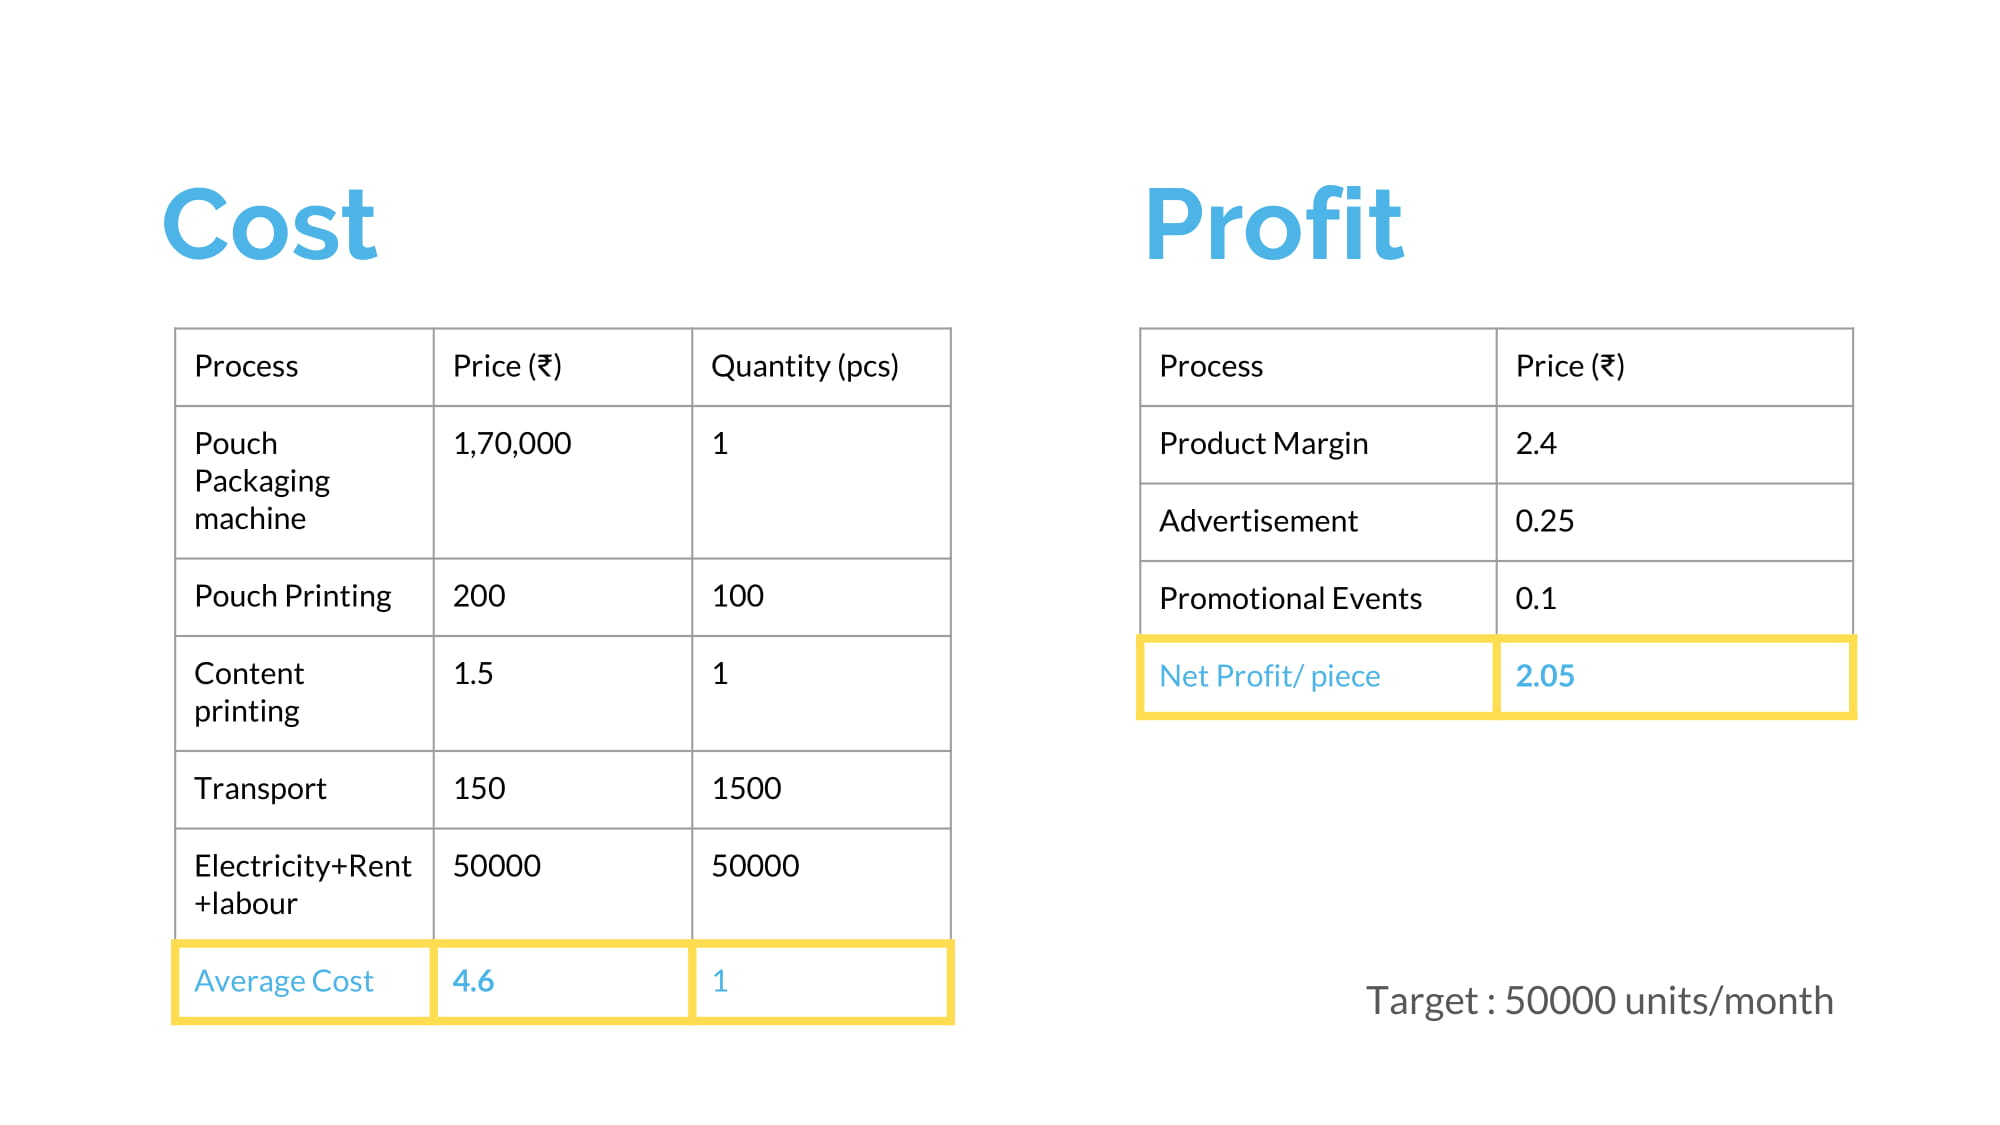 Cost
Process Price (₹) Quantity (pcs)
Pouch
Packaging
machine
1,70,000 1
Pouch Printing 200 100
Content
printing
1.5 1
Transport 150 1500
Electricity+Rent
+labour
50000 50000
Average Cost 4.6 1
Profit
Process Price (₹)
Product Margin 2.4
Advertisement 0.25
Promotional Events 0.1
Net Profit/ piece 2.05
Target : 50000 units/month